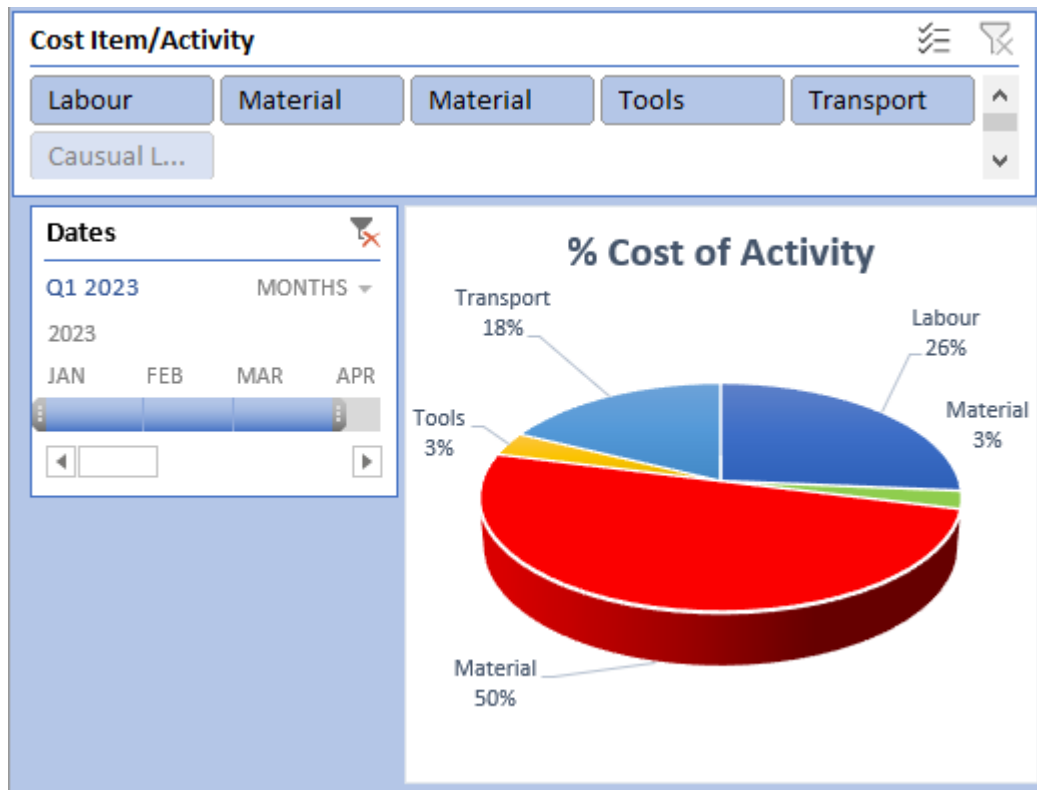 Cost Item/Activity
Labour
Material
Material
Tools
Transport
Causual L...
Dates
Q1 2023
MONTHS
2023
JAN FEB MAR APR
% Cost of Activity
Transport
18%
Labour
26%
Material
3%
Tools
3%
Material
50%